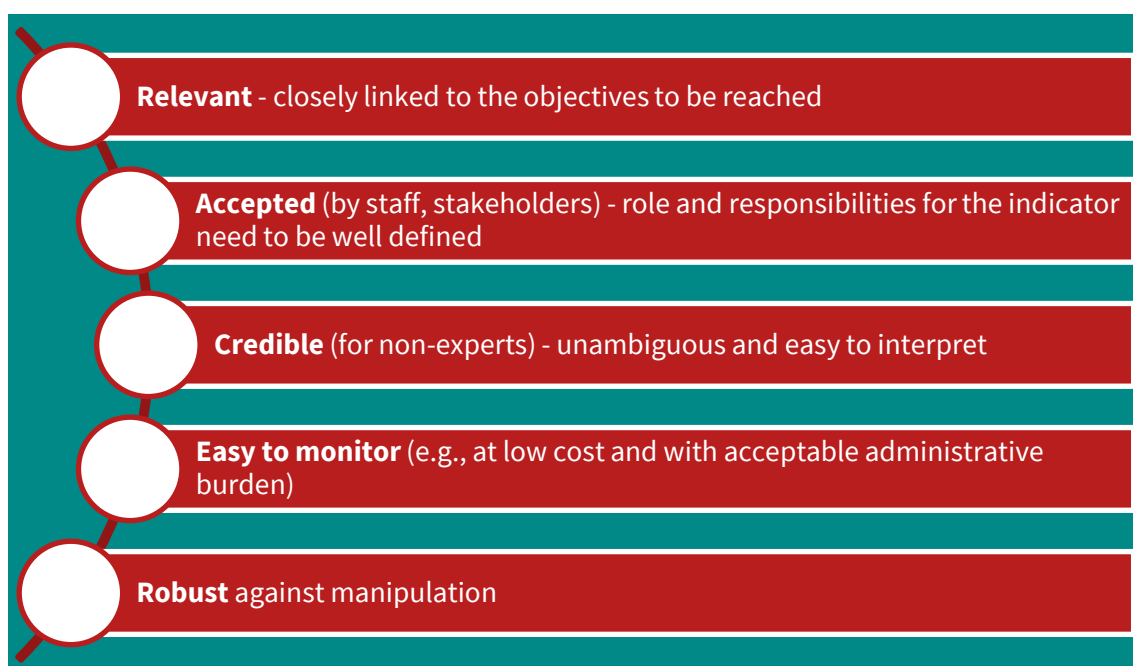 Relevant - closely linked to the objectives to be reached
Accepted (by staff, stakeholders) - role and responsibilities for the indicator
need to be well defined
Credible (for non-experts) - unambiguous and easy to interpret
Easy to monitor (e.g., at low cost and with acceptable administrative
burden)
Robust against manipulation